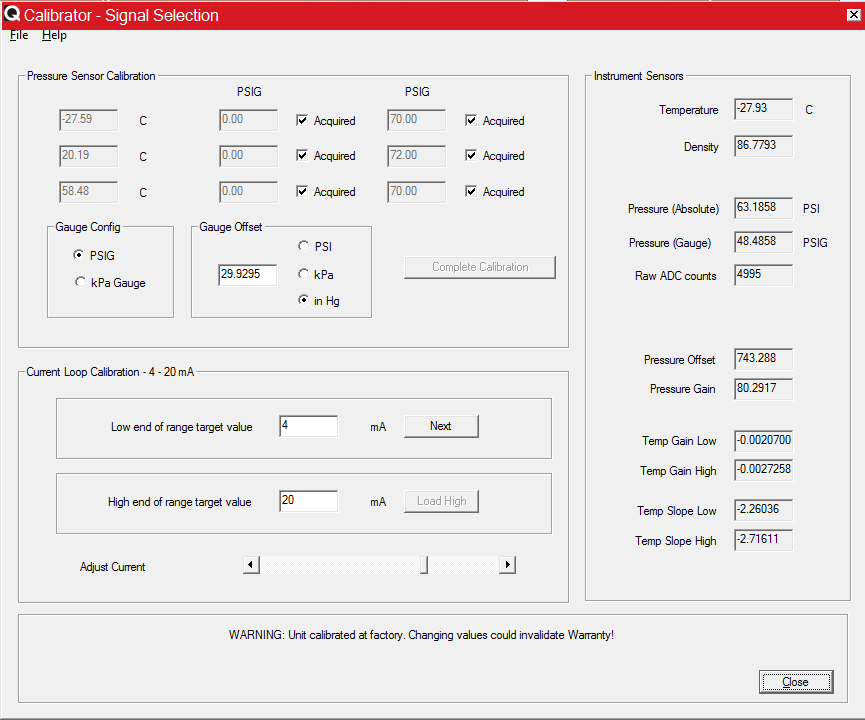 Calibrator - Signal Selection
File Help
Pressure Sensor Calibration
PSIG PSIG
-27.59 C 0.00 Acquired 70.00 Acquired
20.19 C 0.00 Acquired 72.00 Acquired
58.48 C 0.00 Acquired 70.00 Acquired
Gauge Config
PSIG
kPa Gauge
Gauge Offset
29.9295
PSI
kPa
in Hg
Complete Calibration
Current Loop Calibration - 4 - 20 mA
Low end of range target value 4 mA Next
High end of range target value 20 mA Load High
Adjust Current
Instrument Sensors
Temperature -27.93 C
Density 86.7793
Pressure (Absolute) 63.1858 PSI
Pressure (Gauge) 48.4858 PSIG
Raw ADC counts 4995
Pressure Offset 743.288
Pressure Gain 80.2917
Temp Gain Low -0.0020700
Temp Gain High -0.0027258
Temp Slope Low -2.26036
Temp Slope High -2.71611
WARNING: Unit calibrated at factory. Changing values could invalidate Warranty!
Close